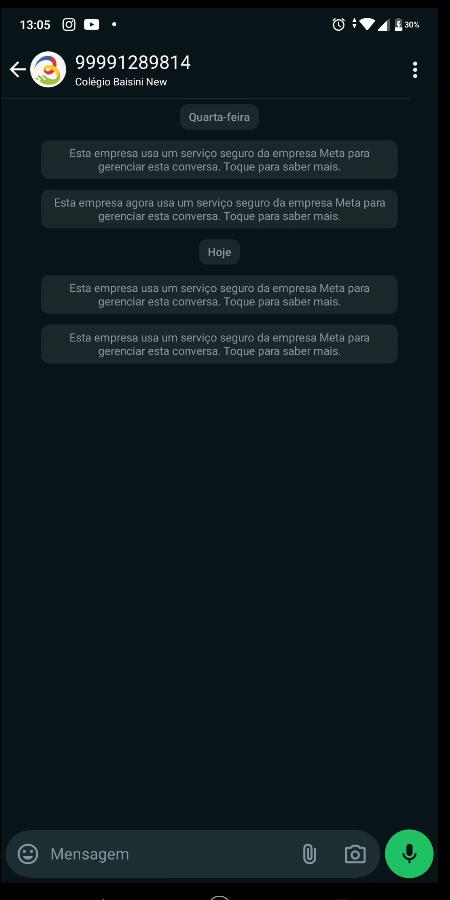 13:05
30%
99991289814
Colégio Baisini New
Quarta-feira
Esta empresa usa um serviço seguro da empresa Meta para
gerenciar esta conversa. Toque para saber mais.
Esta empresa agora usa um serviço seguro da empresa Meta para
gerenciar esta conversa. Toque para saber mais.
Hoje
Esta empresa usa um serviço seguro da empresa Meta para
gerenciar esta conversa. Toque para saber mais.
Esta empresa usa um serviço seguro da empresa Meta para
gerenciar esta conversa. Toque para saber mais.
Mensagem